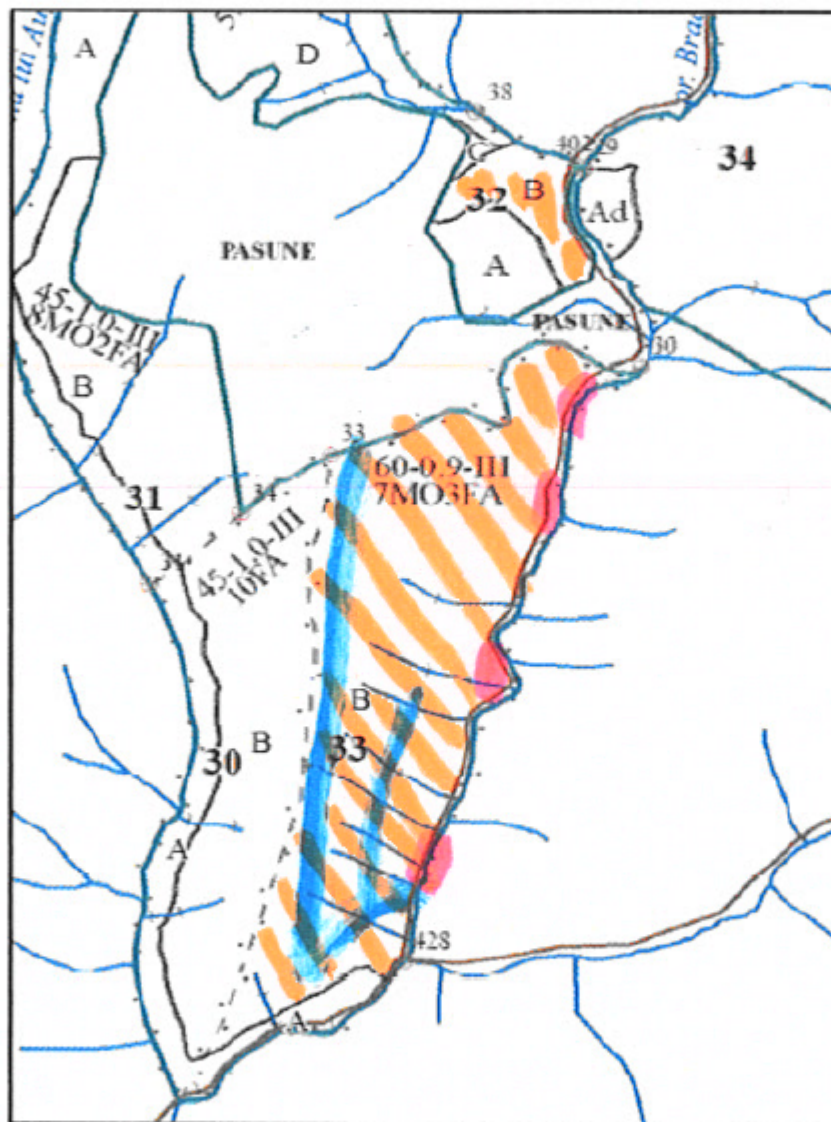 A
D
38
34
C
B
32
Ad
A
PASUNE
PASUNE
30
45-1.0-III
8MO2FA
B
33
60-0.9-III
7MO3FA
34
31
45-1.0-III
10FA
B
33
B
30
A
428
A